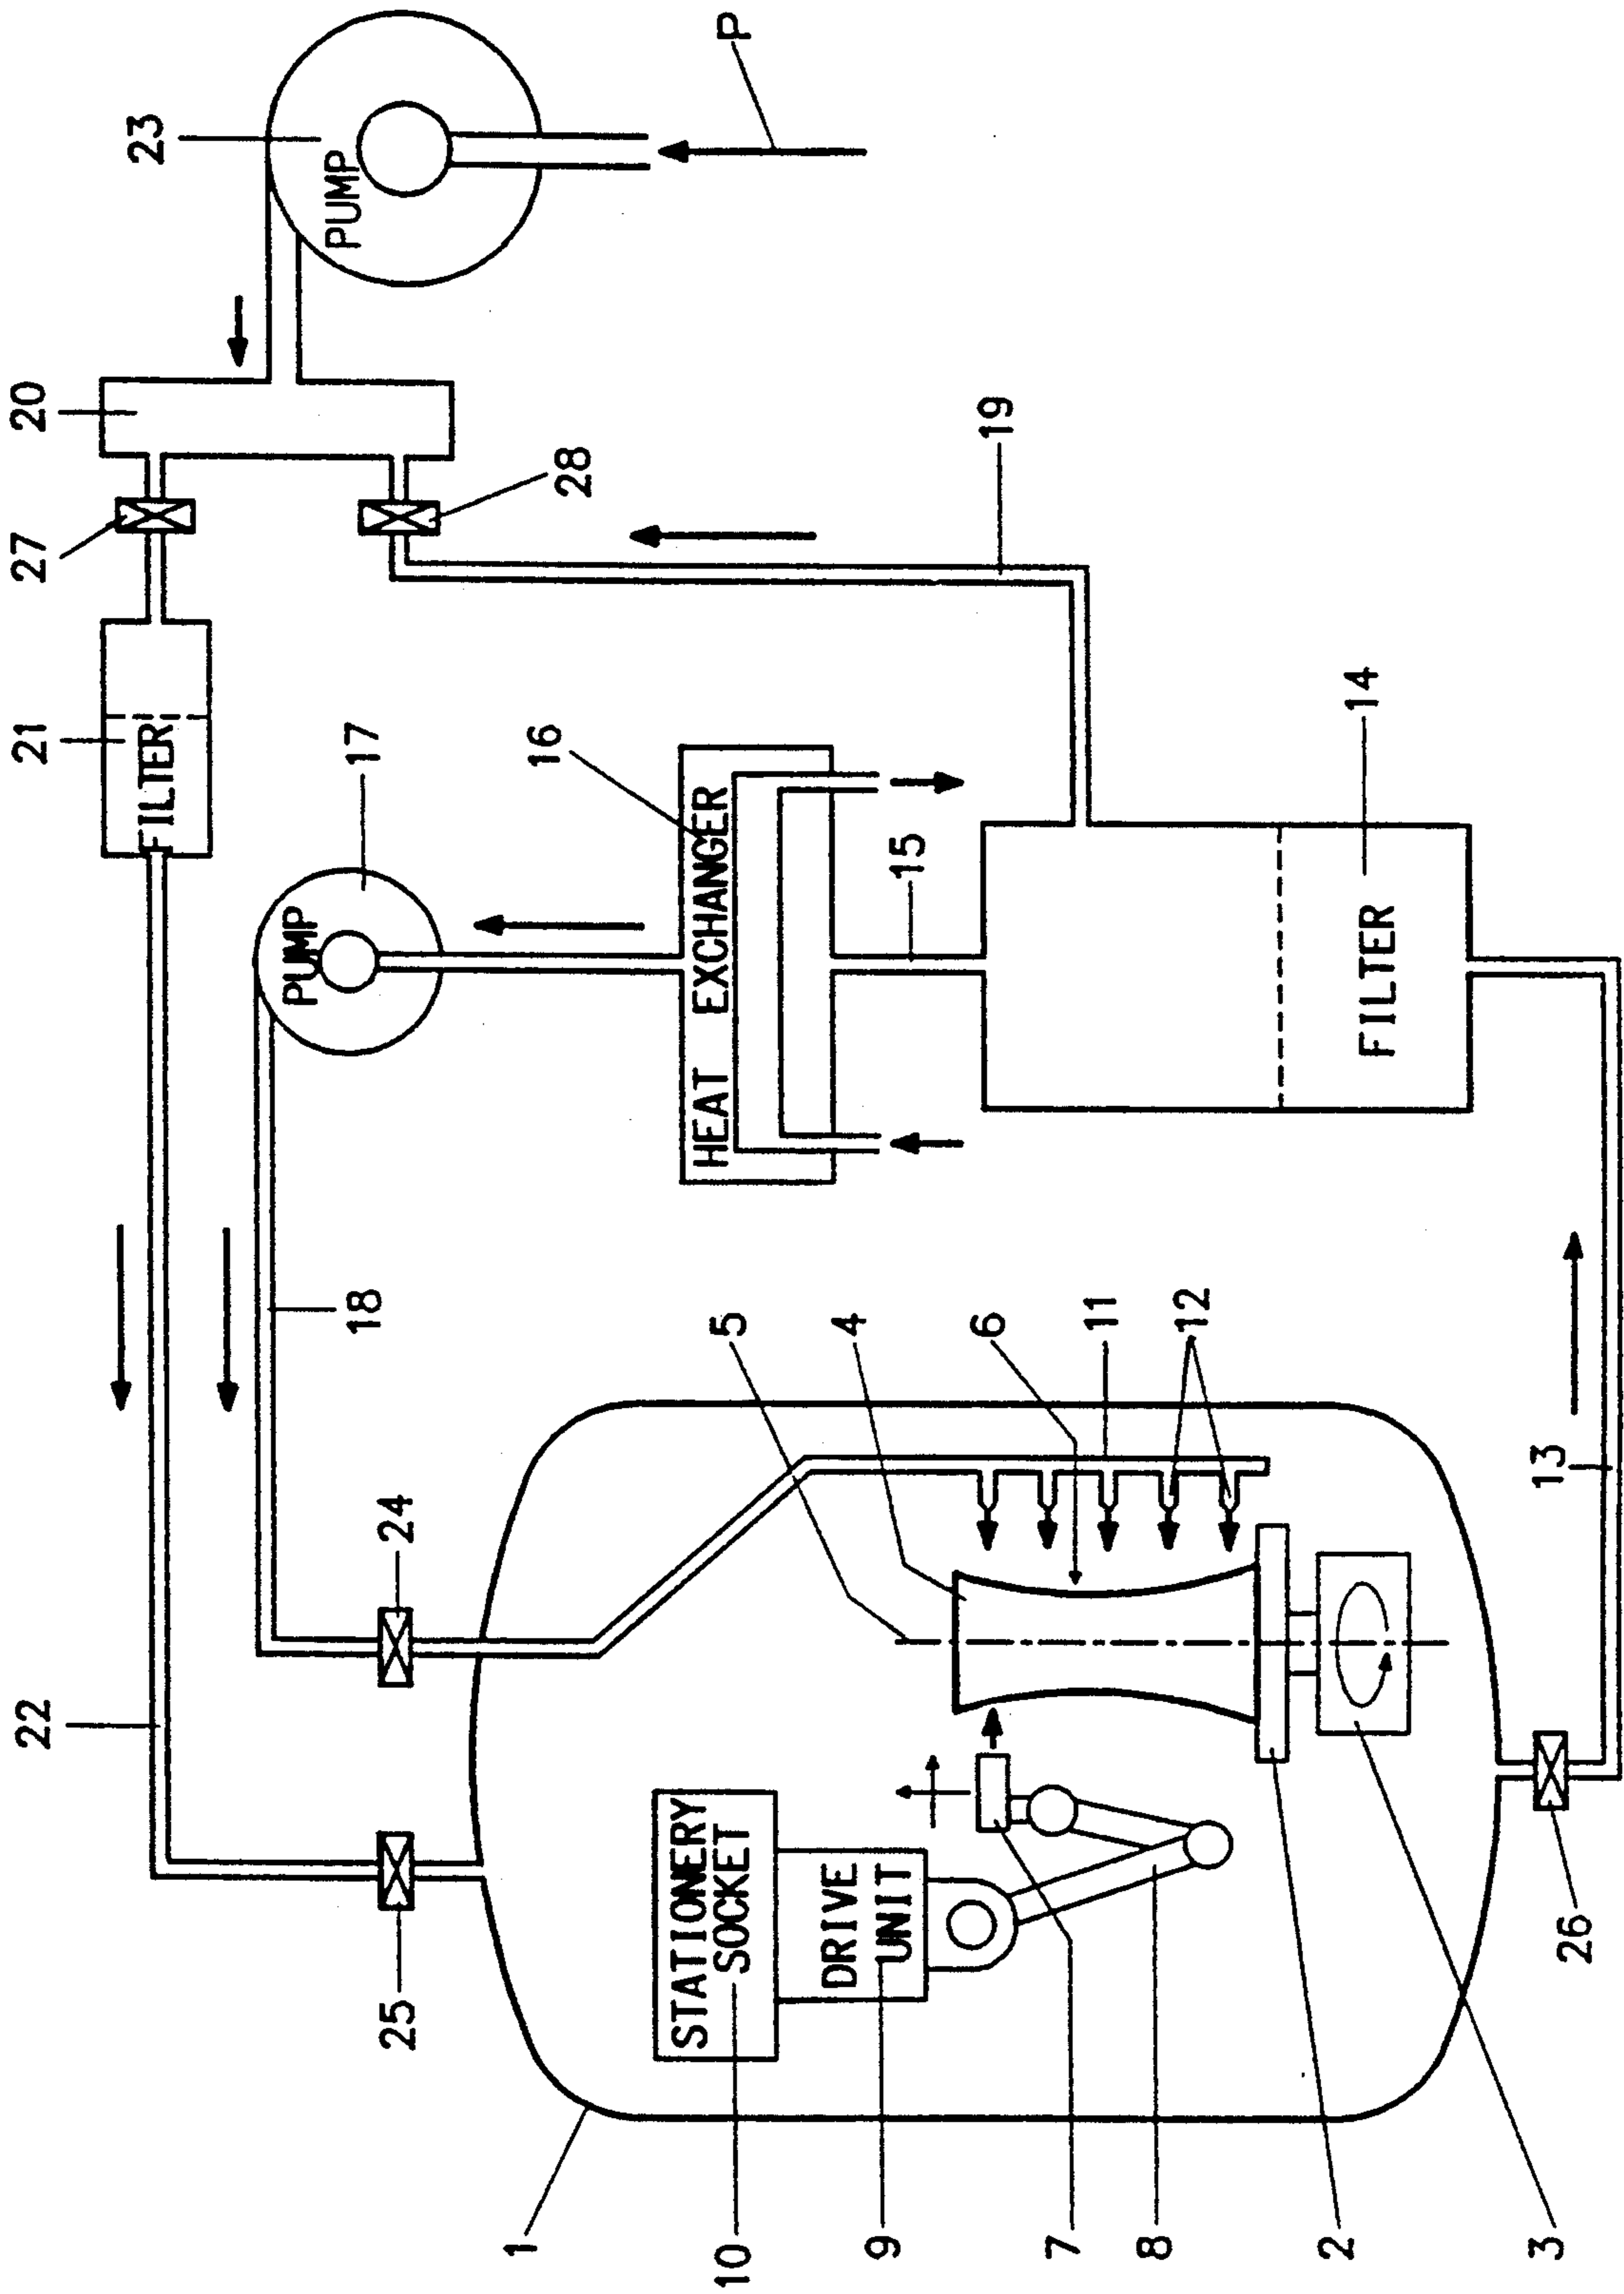 22
25
24
18
21
FILTER
27
20
23
PUMP
P
28
19
17
PUMP
16
HEAT EXCHANGER
15
14
FILTER
1
10
STATIONERY
SOCKET
9
DRIVE
UNIT
7
8
2
3
5
4
6
11
12
13
26